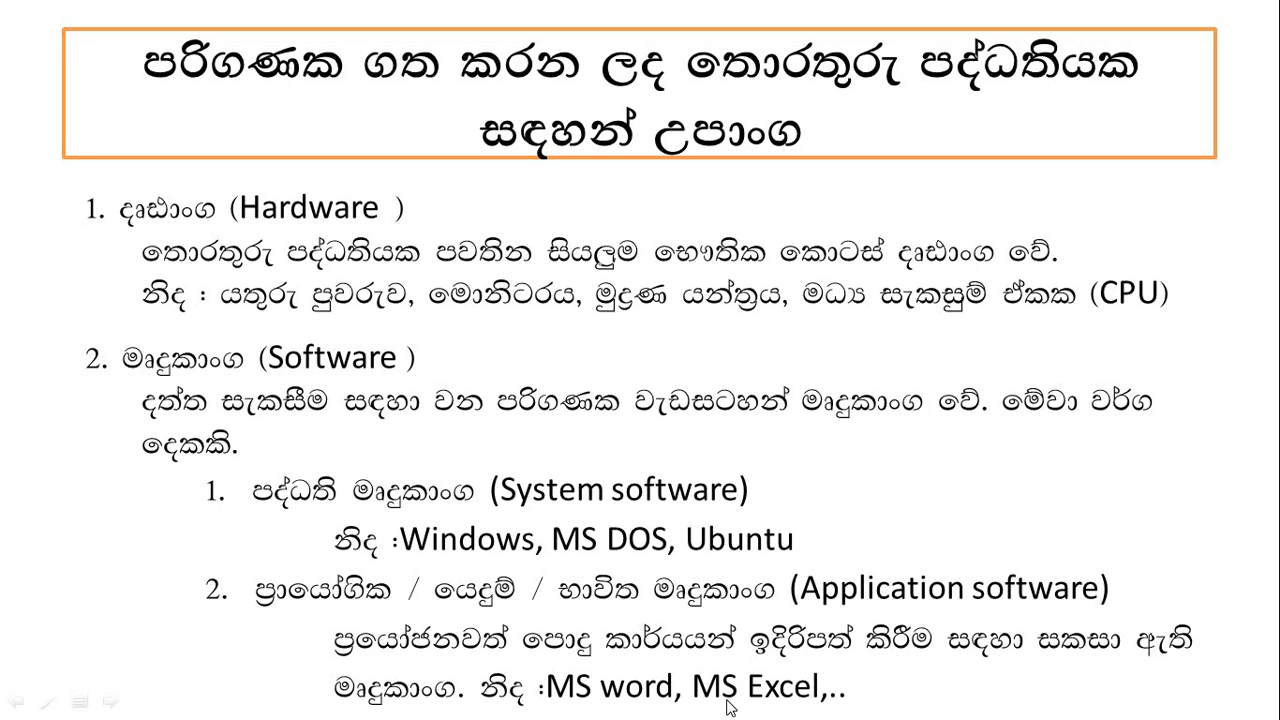 පරිගණක ගත කරන ලද තොරතුරු පද්ධතියක
සඳහන් උපාංග
1. දෘඪාංග (Hardware )
තොරතුරු පද්ධතියක පවතින සියලුම භෞතික කොටස් දෘඪාංග වේ.
නිද : යතුරු පුවරුව, මොනිටරය, මුද්‍රණ යන්ත්‍රය, මධ්‍ය සැකසුම් ඒකක (CPU)
2. මෘදුකාංග (Software )
දත්ත සැකසීම සඳහා වන පරිගණක වැඩසටහන් මෘදුකාංග වේ. මේවා වර්ග
දෙකකි.
1. පද්ධති මෘදුකාංග (System software)
නිද :Windows, MS DOS, Ubuntu
2. ප්‍රායෝගික / යෙදුම් / භාවිත මෘදුකාංග (Application software)
ප්‍රයෝජනවත් පොදු කාර්යයන් ඉදිරිපත් කිරීම සඳහා සකසා ඇති
මෘදුකාංග. නිද :MS word, MS Excel,..